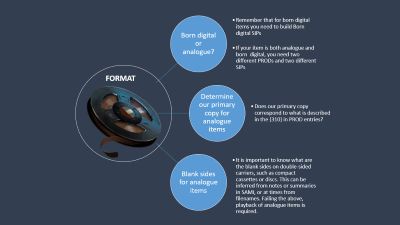 FORMAT
Born digital
or
analogue?
• Remember that for born digital
items you need to build Born
digital SIPs
• If your item is both analogue and
born digital, you need two
different PRODs and two different
SIPs
Determine
our primary
copy for
analogue
items
• Does our primary copy
correspond to what is described
in the (310) in PROD entries?
Blank sides
for analogue
items
• It is important to know what are
the blank sides on double-sided
carriers, such as compact
cassettes or discs. This can be
inferred from notes or summaries
in SAMI, or at times from
filenames. Failing the above,
playback of analogue items is
required.